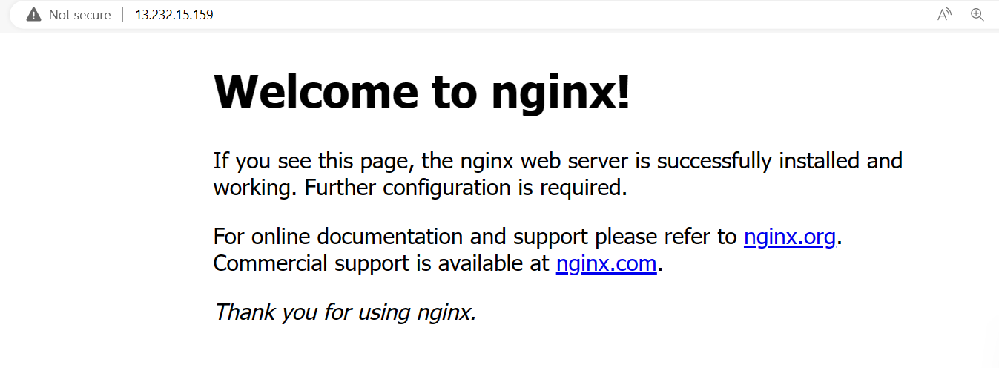 Not secure | 13.232.15.159
Welcome to nginx!
If you see this page, the nginx web server is successfully installed and
working. Further configuration is required.
For online documentation and support please refer to nginx.org.
Commercial support is available at nginx.com.
Thank you for using nginx.